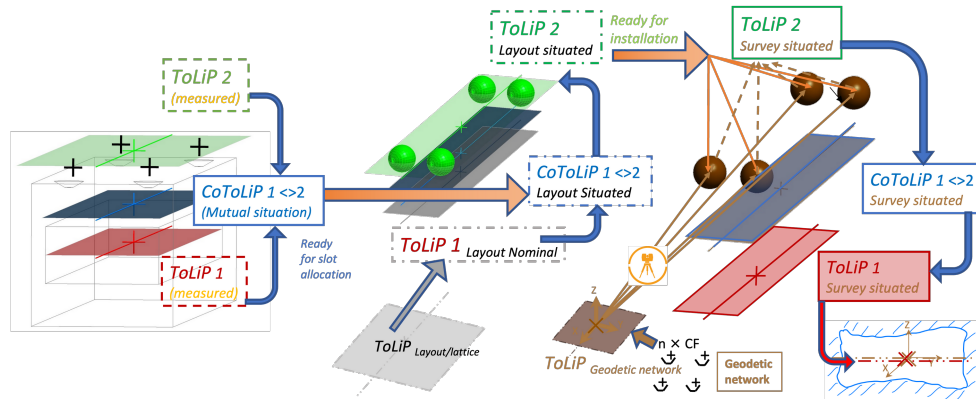 ToLiP 2
(measured)
CoToLiP 1 <>2
(Mutual situation)
ToLiP 1
(measured)
Ready
for slot
allocation
ToLiP 2
Layout situated
CoToLiP 1 <>2
Layout Situated
ToLiP 1 Layout Nominal
ToLiP Layout/lattice
Ready for
installation
ToLiP 2
Survey situated
CoToLiP 1 <>2
Survey situated
ToLiP 1
Survey situated
Z
ToLiP Geodetic network
n × CF
Geodetic
network
Z
X
Y